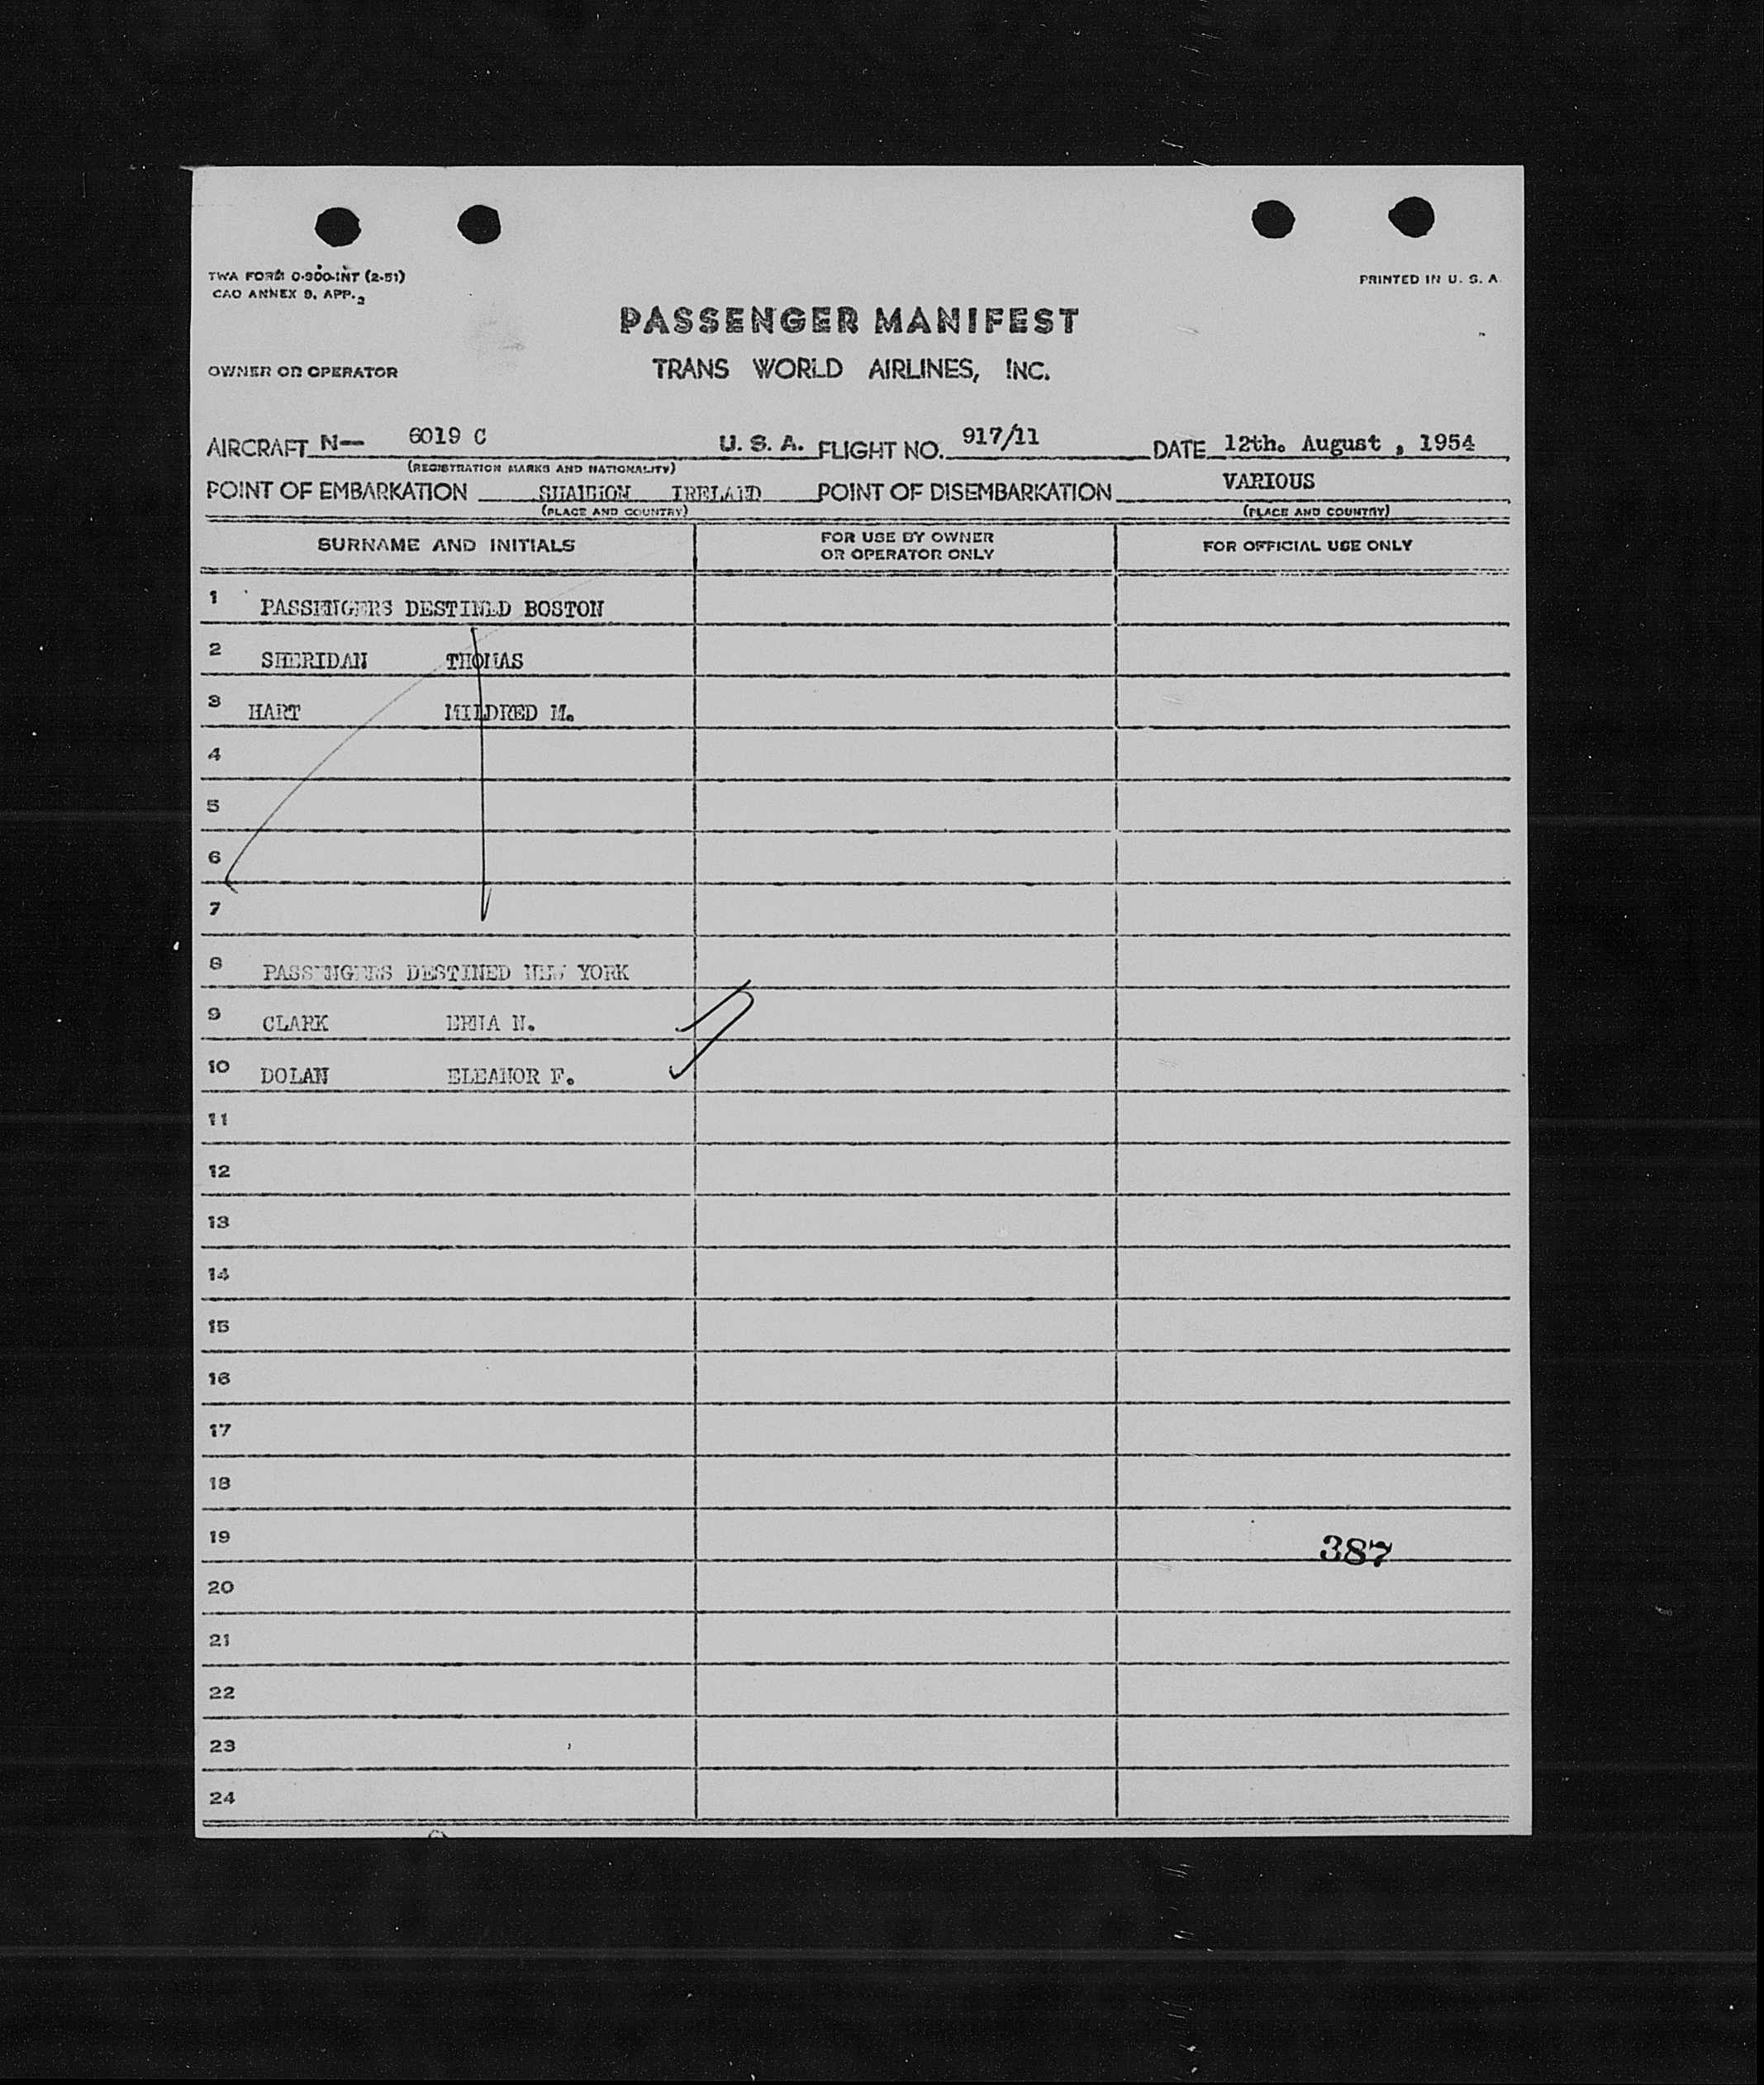 TWA FORM 0-900-INT (2-51)
CAO ANNEX 9, APP. 2
PRINTED IN U. S. A.
PASSENGER MANIFEST
OWNER OR OPERATOR
TRANS WORLD AIRLINES, INC.
AIRCRAFT N— 6019 C U. S. A. FLIGHT NO. 917/11 DATE 12th. August , 1954
(REGISTRATION MARKS AND NATIONALITY)
POINT OF EMBARKATION SHANNON IRELAND POINT OF DISEMBARKATION VARIOUS
(PLACE AND COUNTRY) (PLACE AND COUNTRY)
SURNAME AND INITIALS
FOR USE BY OWNER
OR OPERATOR ONLY
FOR OFFICIAL USE ONLY
1 PASSENGERS DESTINED BOSTON
2 SHERIDAN THOMAS
3 HART MILDRED M.
4
5
6
7
8 PASSENGERS DESTINED NEW YORK
9 CLARK N.
10 DOLAN ELEANOR F.
11
12
13
14
15
16
17
18
19 387
20
21
22
23
24